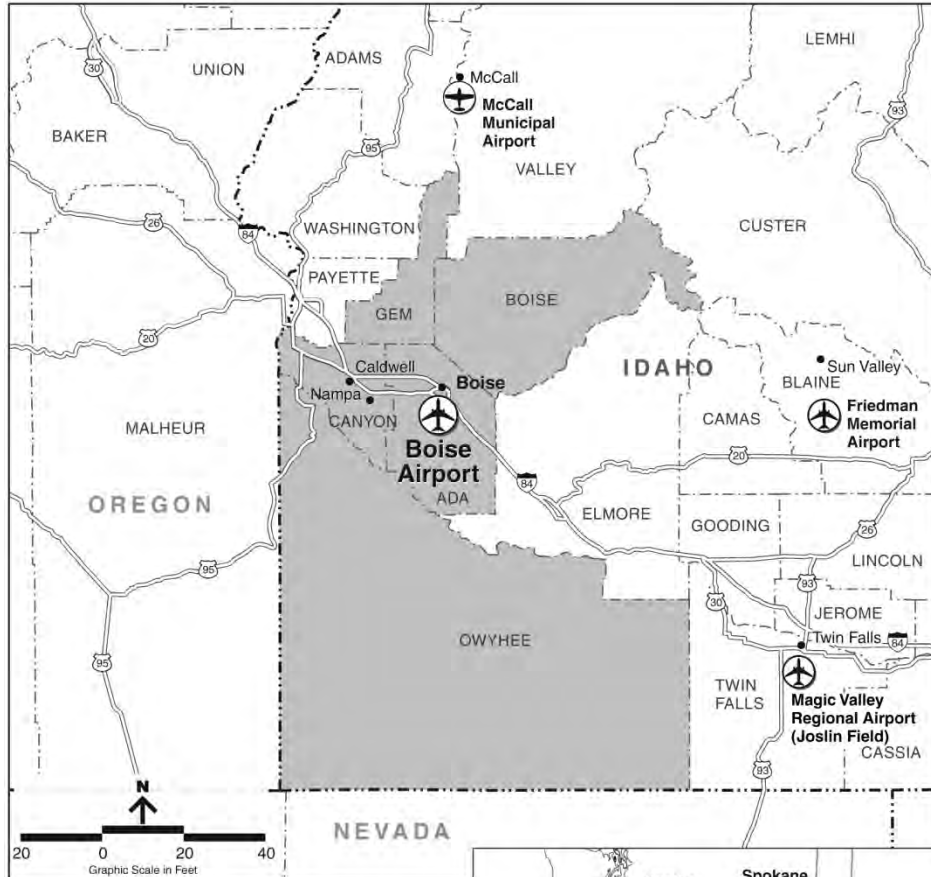 LEMHI
UNION
ADAMS
30
McCall
McCall
Municipal
Airport
93
BAKER
95
VALLEY
26
84
WASHINGTON
CUSTER
PAYETTE
BOISE
GEM
20
IDAHO
Caldwell
Sun Valley
Boise
BLAINE
Nampa
CANYON
CAMAS
Friedman
Memorial
Airport
MALHEUR
Boise
Airport
20
84
ADA
OREGON
ELMORE
GOODING
26
LINCOLN
95
93
30
JEROME
OWYHEE
Twin Falls
84
95
TWIN
FALLS
Magic Valley
Regional Airport
(Joslin Field)
CASSIA
93
N
NEVADA
20 0 20 40
Graphic Scale in Feet
Spokane